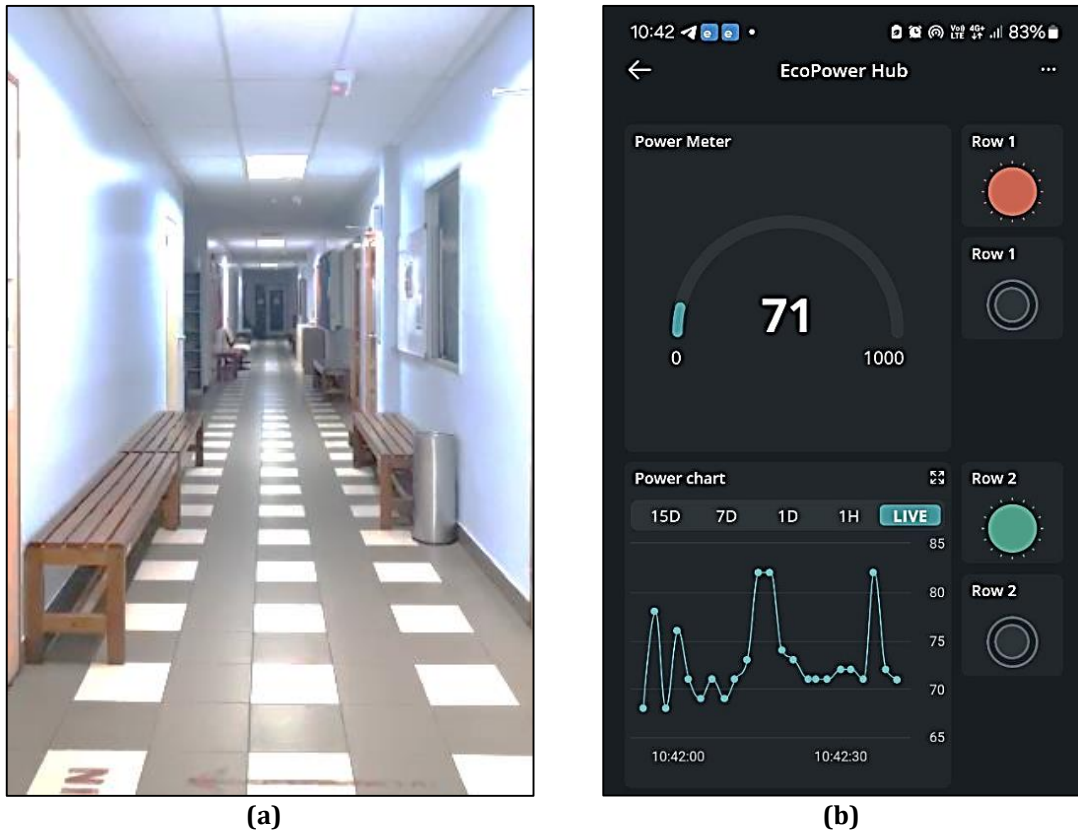 10:42 83%
EcoPower Hub
Power Meter
71
0 1000
Row 1
Row 1
Power chart
15D 7D 1D 1H LIVE
85
80
75
70
65
10:42:00 10:42:30
Row 2
Row 2
IN
(a) (b)